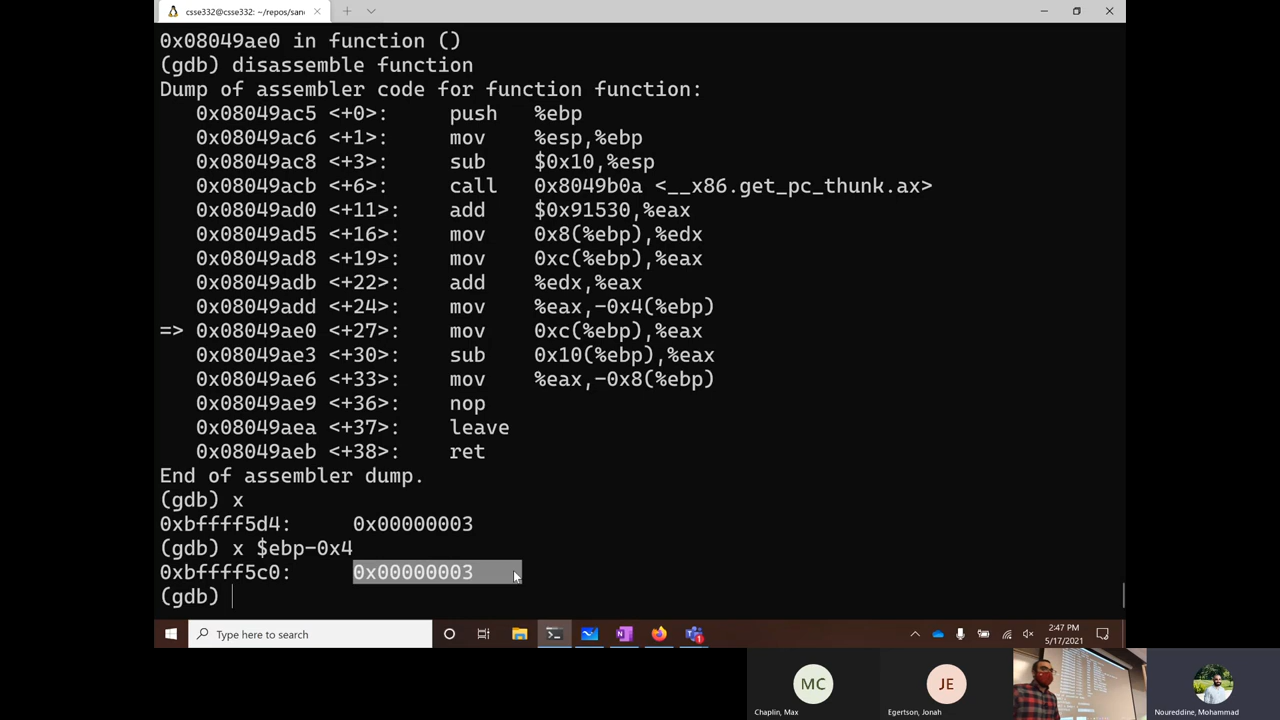 csse332@csse332: ~/repos/san
0x08049ae0 in function ()
(gdb) disassemble function
Dump of assembler code for function function:
0x08049ac5 <+0>: push %ebp
0x08049ac6 <+1>: mov %esp,%ebp
0x08049ac8 <+3>: sub $0x10,%esp
0x08049acb <+6>: call 0x8049b0a <__x86.get_pc_thunk.ax>
0x08049ad0 <+11>: add $0x91530,%eax
0x08049ad5 <+16>: mov 0x8(%ebp),%edx
0x08049ad8 <+19>: mov 0xc(%ebp),%eax
0x08049adb <+22>: add %edx,%eax
0x08049add <+24>: mov %eax,-0x4(%ebp)
=> 0x08049ae0 <+27>: mov 0xc(%ebp),%eax
0x08049ae3 <+30>: sub 0x10(%ebp),%eax
0x08049ae6 <+33>: mov %eax,-0x8(%ebp)
0x08049ae9 <+36>: nop
0x08049aea <+37>: leave
0x08049aeb <+38>: ret
End of assembler dump.
(gdb) x
0xbffff5d4: 0x00000003
(gdb) x $ebp-0x4
0xbffff5c0: 0x00000003
(gdb)
Type here to search
2:47 PM
5/17/2021
MC
JE
Chaplin, Max
Egertson, Jonah
Noureddine, Mohammad